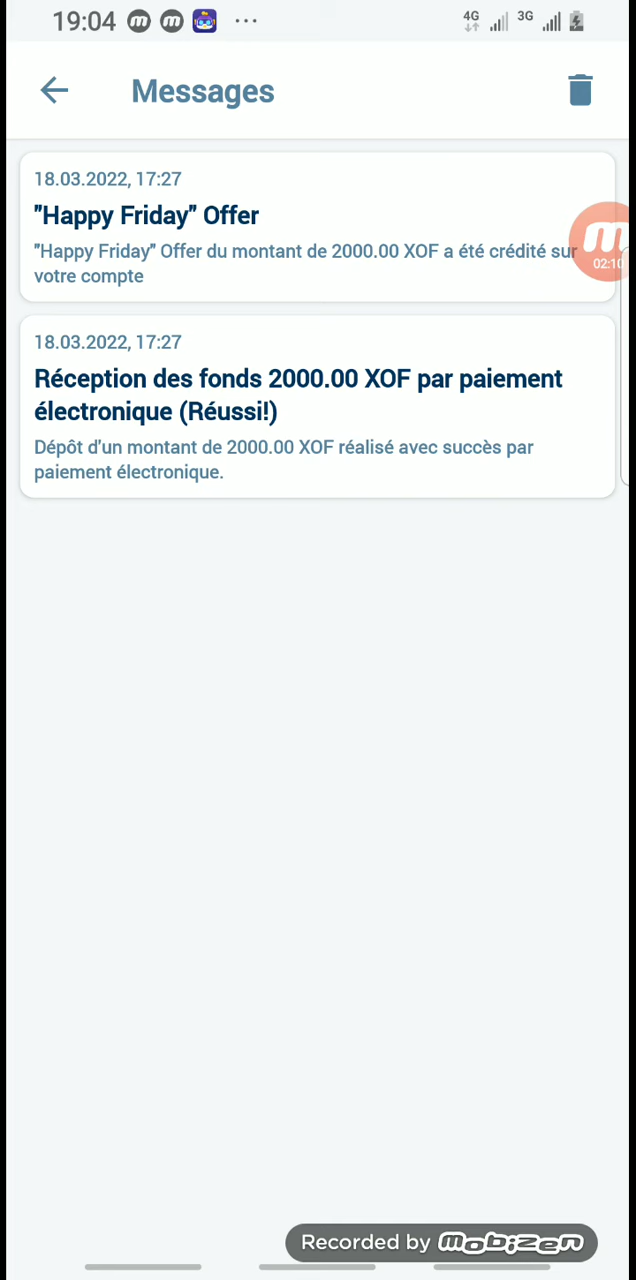 19:04 m m ... 4G 3G
Messages
18.03.2022, 17:27
"Happy Friday" Offer
"Happy Friday" Offer du montant de 2000.00 XOF a été crédité sur
votre compte
m
02:10
18.03.2022, 17:27
Réception des fonds 2000.00 XOF par paiement
électronique (Réussi!)
Dépôt d'un montant de 2000.00 XOF réalisé avec succès par
paiement électronique.
Recorded by mobizen